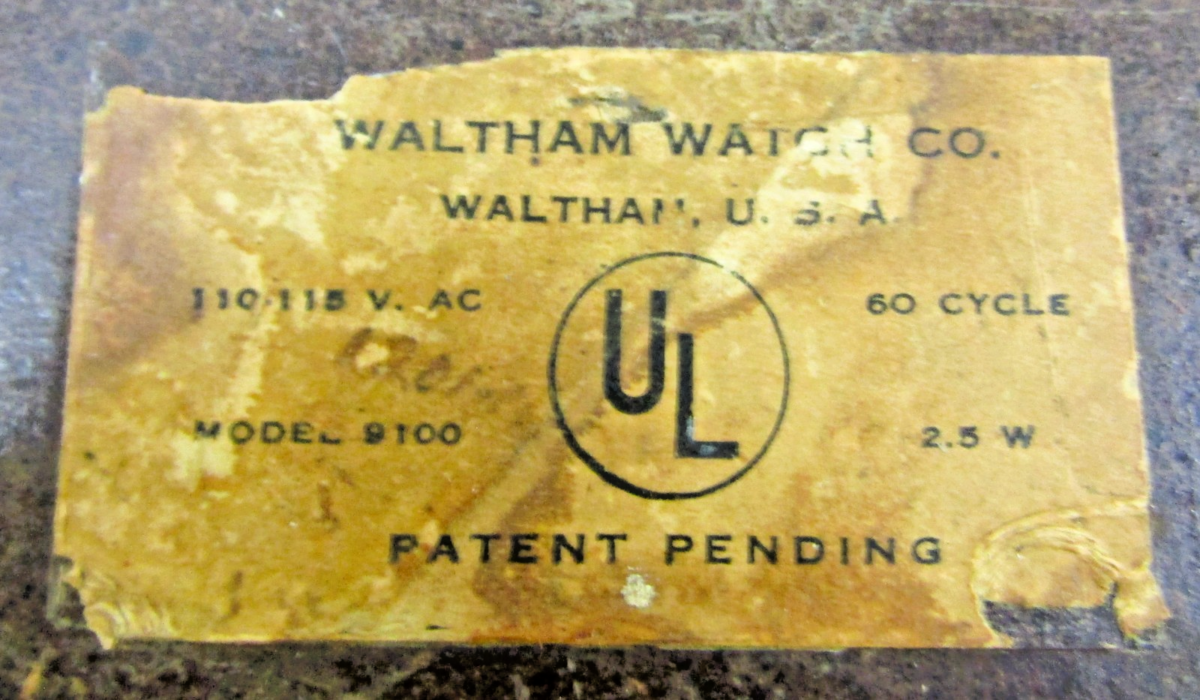 WALTHAM WATCH CO.
WALTHAM, U. S. A.
110-115 V. AC
UL
60 CYCLE
MODEL 9100
2.5 W
PATENT PENDING